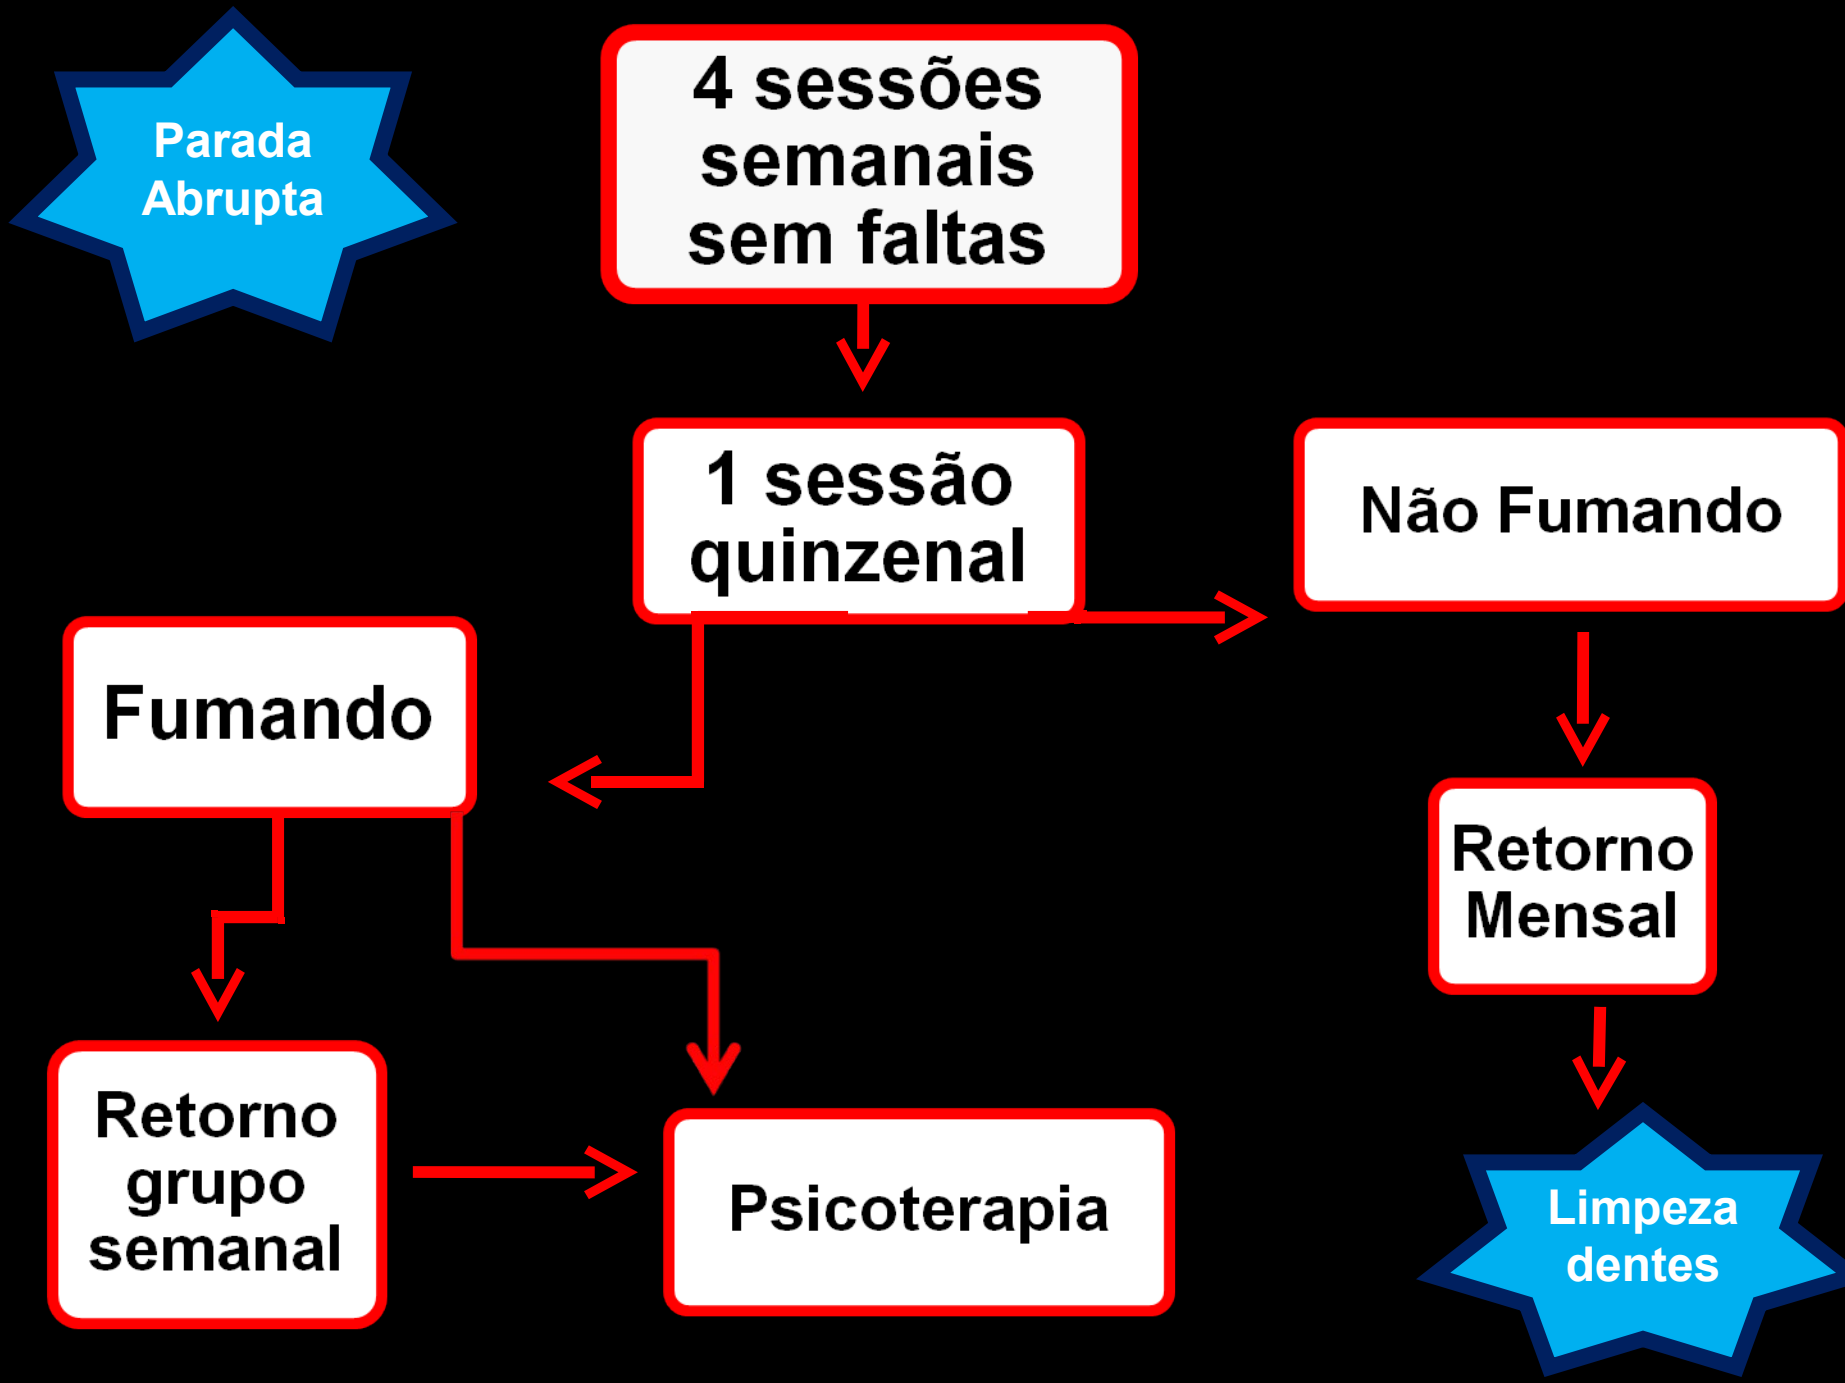 Parada
Abrupta
4 sessões
semanais
sem faltas
1 sessão
quinzenal
Não Fumando
Fumando
Retorno
Mensal
Retorno
grupo
semanal
Psicoterapia
Limpeza
dentes